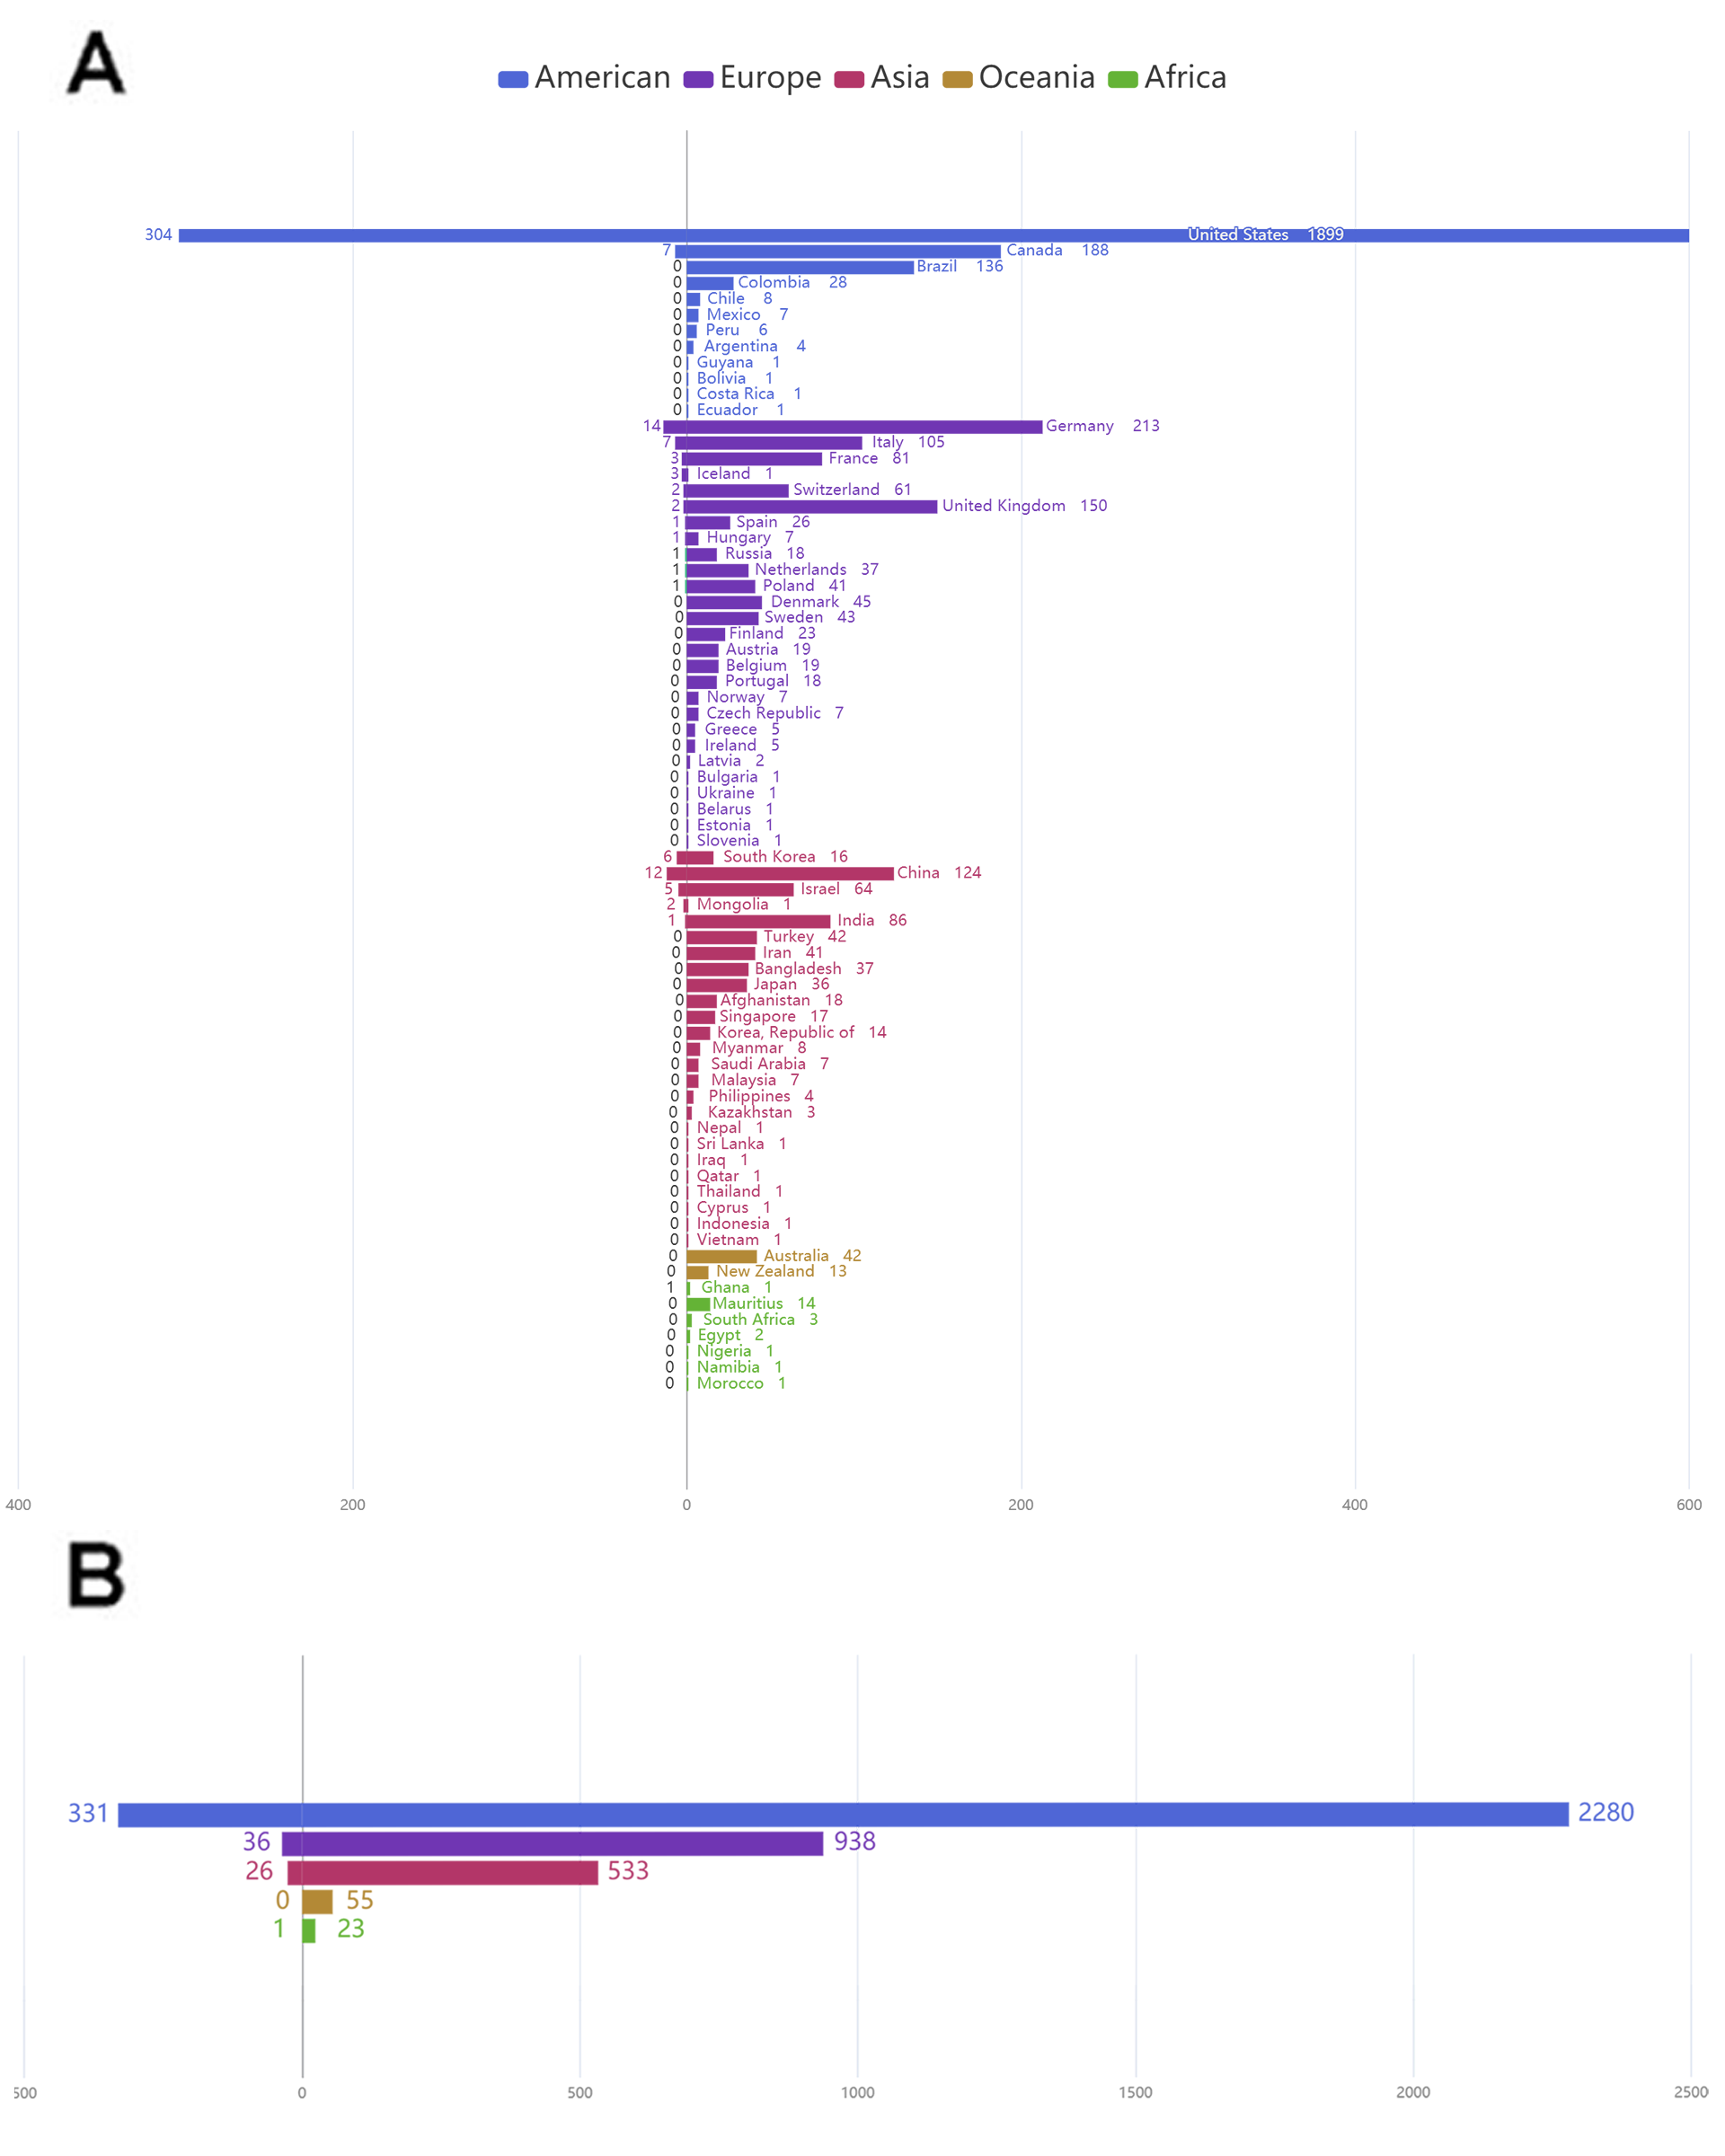 A
American Europe Asia Oceania Africa
304 United States 1899
7 Canada 188
0 Brazil 136
0 Colombia 28
0 Chile 8
0 Mexico 7
0 Peru 6
0 Argentina 4
0 Guyana 1
0 Bolivia 1
0 Costa Rica 1
0 Ecuador 1
14 Germany 213
7 Italy 105
3 France 81
3 Iceland 1
2 Switzerland 61
2 United Kingdom 150
1 Spain 26
1 Hungary 7
1 Russia 18
1 Netherlands 37
1 Poland 41
0 Denmark 45
0 Sweden 43
0 Finland 23
0 Austria 19
0 Belgium 19
0 Portugal 18
0 Norway 7
0 Czech Republic 7
0 Greece 5
0 Ireland 5
0 Latvia 2
0 Bulgaria 1
0 Ukraine 1
0 Belarus 1
0 Estonia 1
0 Slovenia 1
6 South Korea 16
12 China 124
5 Israel 64
2 Mongolia 1
1 India 86
0 Turkey 42
0 Iran 41
0 Bangladesh 37
0 Japan 36
0 Afghanistan 18
0 Singapore 17
0 Korea, Republic of 14
0 Myanmar 8
0 Saudi Arabia 7
0 Malaysia 7
0 Philippines 4
0 Kazakhstan 3
0 Nepal 1
0 Sri Lanka 1
0 Iraq 1
0 Qatar 1
0 Thailand 1
0 Cyprus 1
0 Indonesia 1
0 Vietnam 1
0 Australia 42
0 New Zealand 13
1 Ghana 1
0 Mauritius 14
0 South Africa 3
0 Egypt 2
0 Nigeria 1
0 Namibia 1
0 Morocco 1
400 200 0 200 400 600
B
331 2280
36 938
26 533
0 55
1 23
500 0 500 1000 1500 2000 2500